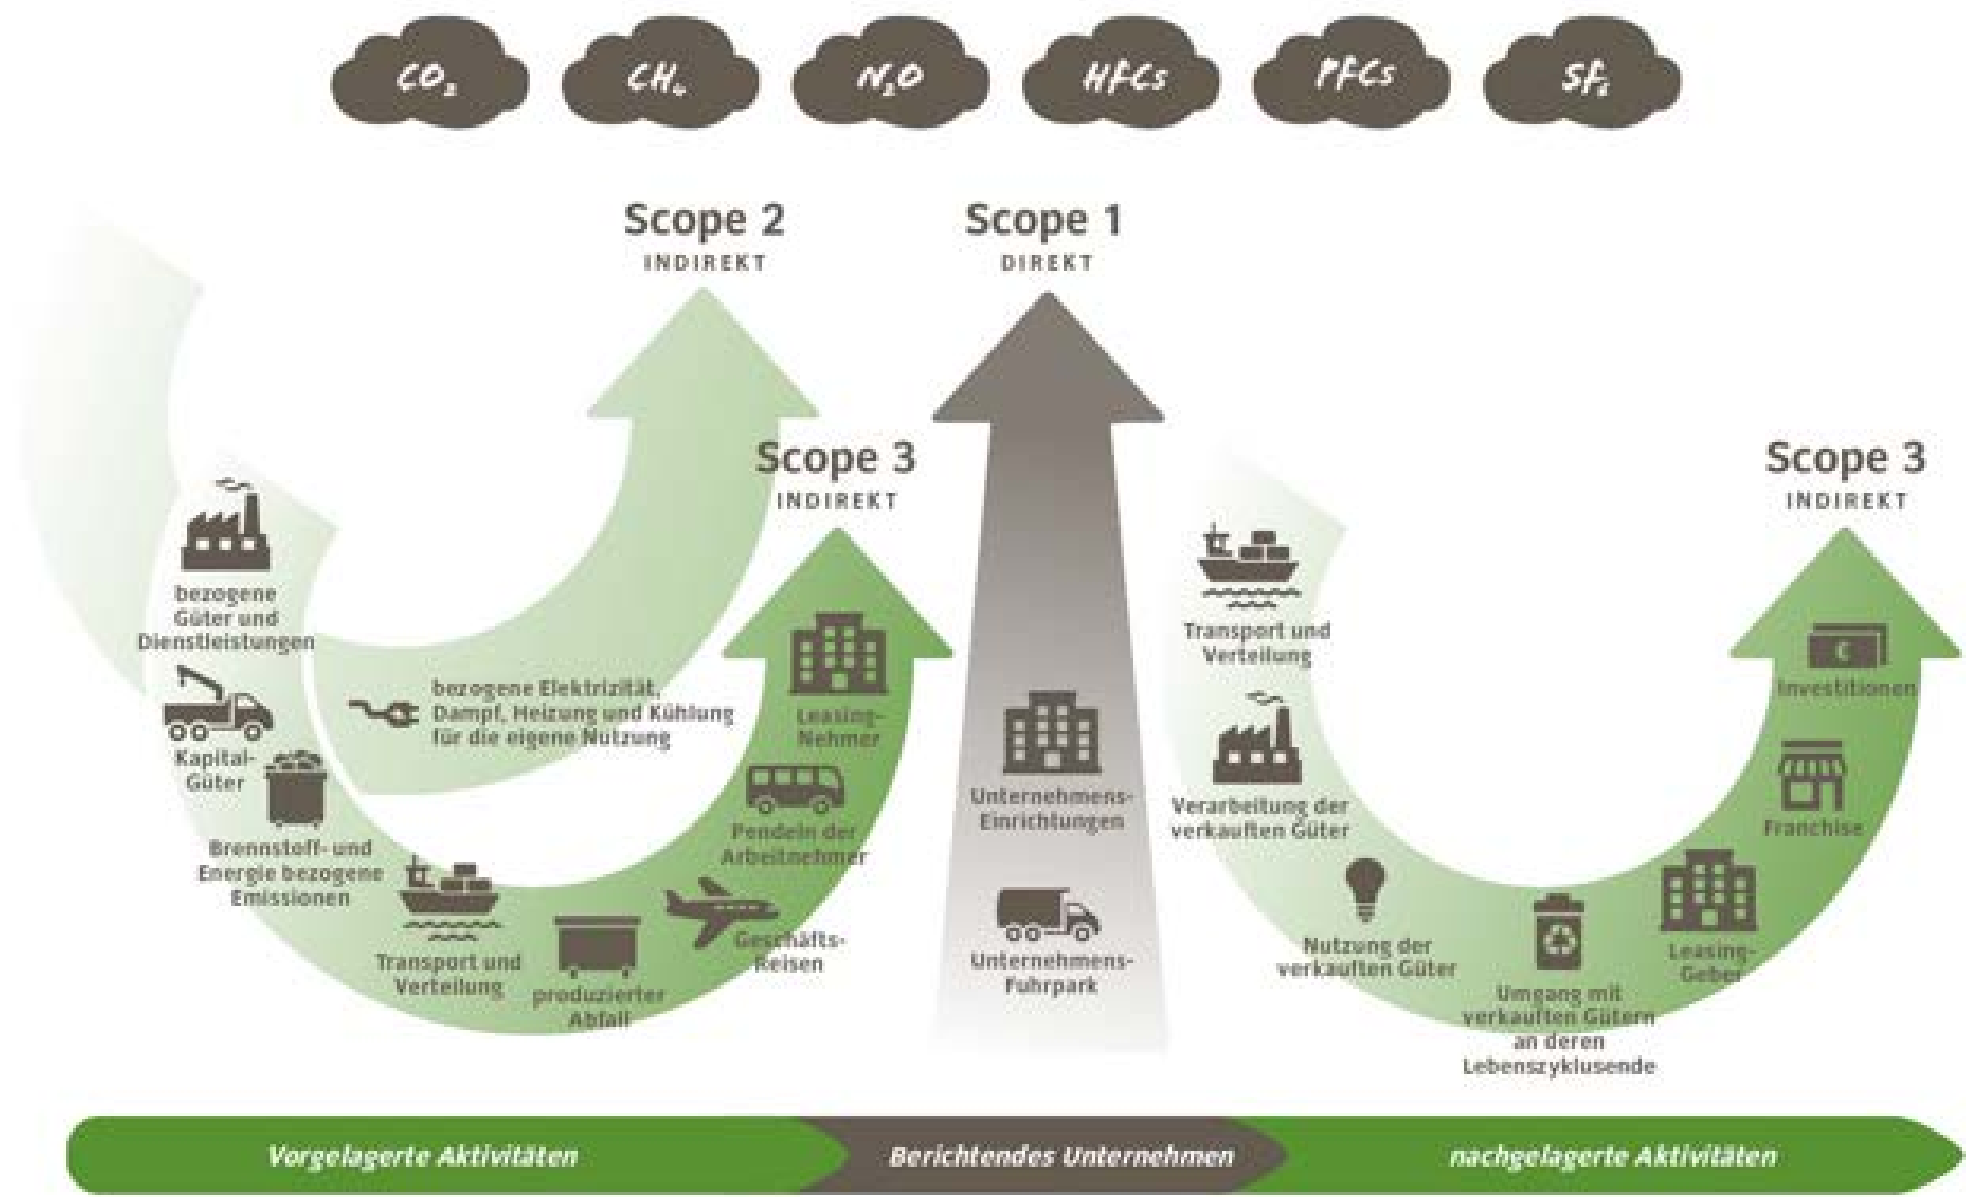 CO₂
CH₄
N₂O
HFCs
PFCs
SF₆
Scope 2
INDIREKT
Scope 1
DIREKT
Scope 3
INDIREKT
Scope 3
INDIREKT
bezogene
Güter und
Dienstleistungen
Kapital-
Güter
Brennstoff- und
Energie bezogene
Emissionen
Transport und
Verteilung
produzierter
Abfall
Geschäfts-
Reisen
Pendeln der
Arbeitnehmer
Leasing-
Nehmer
bezogene Elektrizität,
Dampf, Heizung und Kühlung
für die eigene Nutzung
Unternehmens-
Einrichtungen
Unternehmens-
Fuhrpark
Transport und
Verteilung
Verarbeitung der
verkauften Güter
Nutzung der
verkauften Güter
Umgang mit
verkauften Gütern
an deren
Lebenszyklusende
Leasing-
Geber
Franchise
€
Investitionen
Vorgelagerte Aktivitäten
Berichtendes Unternehmen
nachgelagerte Aktivitäten